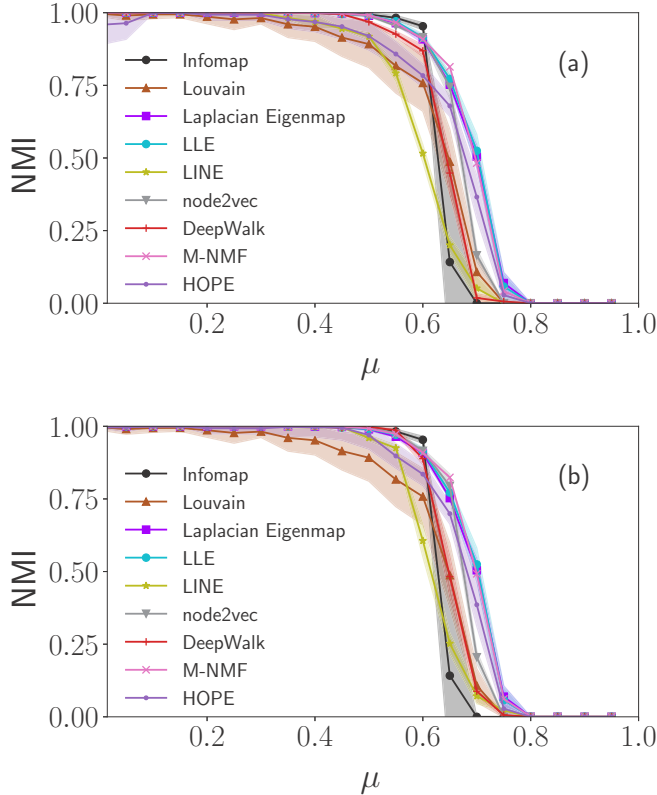 1.00
0.75
0.50
0.25
0.00
NMI
(a)
Infomap
Louvain
Laplacian Eigenmap
LLE
LINE
node2vec
DeepWalk
M-NMF
HOPE
0.2 0.4 0.6 0.8 1.0
μ
1.00
0.75
0.50
0.25
0.00
NMI
(b)
Infomap
Louvain
Laplacian Eigenmap
LLE
LINE
node2vec
DeepWalk
M-NMF
HOPE
0.2 0.4 0.6 0.8 1.0
μ